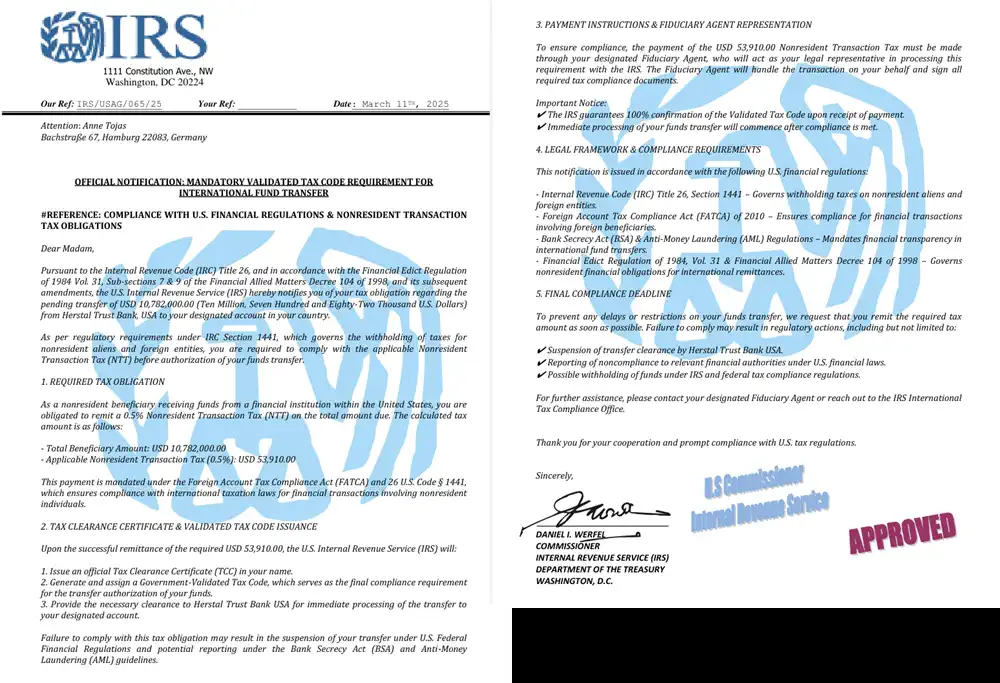 IRS
1111 Constitution Ave., NW
Washington, DC 20224
Our Ref: IRS/USAG/065/25 Your Ref: ____________ Date: March 11TH, 2025
Attention: Anne Tojas
Bachstraße 67, Hamburg 22083, Germany
OFFICIAL NOTIFICATION: MANDATORY VALIDATED TAX CODE REQUIREMENT FOR
INTERNATIONAL FUND TRANSFER
#REFERENCE: COMPLIANCE WITH U.S. FINANCIAL REGULATIONS & NONRESIDENT TRANSACTION
TAX OBLIGATIONS
Dear Madam,
Pursuant to the Internal Revenue Code (IRC) Title 26, and in accordance with the Financial Edict Regulation
of 1984 Vol. 31, Sub-sections 7 & 9 of the Financial Allied Matters Decree 104 of 1998, and its subsequent
amendments, the U.S. Internal Revenue Service (IRS) hereby notifies you of your tax obligation regarding the
pending transfer of USD 10,782,000.00 (Ten Million, Seven Hundred and Eighty-Two Thousand U.S. Dollars)
from Herstal Trust Bank, USA to your designated account in your country.
As per regulatory requirements under IRC Section 1441, which governs the withholding of taxes for
nonresident aliens and foreign entities, you are required to comply with the applicable Nonresident
Transaction Tax (NTT) before authorization of your funds transfer.
1. REQUIRED TAX OBLIGATION
As a nonresident beneficiary receiving funds from a financial institution within the United States, you are
obligated to remit a 0.5% Nonresident Transaction Tax (NTT) on the total amount due. The calculated tax
amount is as follows:
- Total Beneficiary Amount: USD 10,782,000.00
- Applicable Nonresident Transaction Tax (0.5%): USD 53,910.00
This payment is mandated under the Foreign Account Tax Compliance Act (FATCA) and 26 U.S. Code § 1441,
which ensures compliance with international taxation laws for financial transactions involving nonresident
individuals.
2. TAX CLEARANCE CERTIFICATE & VALIDATED TAX CODE ISSUANCE
Upon the successful remittance of the required USD 53,910.00, the U.S. Internal Revenue Service (IRS) will:
1. Issue an official Tax Clearance Certificate (TCC) in your name.
2. Generate and assign a Government-Validated Tax Code, which serves as the final compliance requirement
for the transfer authorization of your funds.
3. Provide the necessary clearance to Herstal Trust Bank USA for immediate processing of the transfer to
your designated account.
Failure to comply with this tax obligation may result in the suspension of your transfer under U.S. Federal
Financial Regulations and potential reporting under the Bank Secrecy Act (BSA) and Anti-Money
Laundering (AML) guidelines.
3. PAYMENT INSTRUCTIONS & FIDUCIARY AGENT REPRESENTATION
To ensure compliance, the payment of the USD 53,910.00 Nonresident Transaction Tax must be made
through your designated Fiduciary Agent, who will act as your legal representative in processing this
requirement with the IRS. The Fiduciary Agent will handle the transaction on your behalf and sign all
required tax compliance documents.
Important Notice:
✔ The IRS guarantees 100% confirmation of the Validated Tax Code upon receipt of payment.
✔ Immediate processing of your funds transfer will commence after compliance is met.
4. LEGAL FRAMEWORK & COMPLIANCE REQUIREMENTS
This notification is issued in accordance with the following U.S. financial regulations:
- Internal Revenue Code (IRC) Title 26, Section 1441 – Governs withholding taxes on nonresident aliens and
foreign entities.
- Foreign Account Tax Compliance Act (FATCA) of 2010 – Ensures compliance for financial transactions
involving foreign beneficiaries.
- Bank Secrecy Act (BSA) & Anti-Money Laundering (AML) Regulations – Mandates financial transparency in
international fund transfers.
- Financial Edict Regulation of 1984, Vol. 31 & Financial Allied Matters Decree 104 of 1998 – Governs
nonresident financial obligations for international remittances.
5. FINAL COMPLIANCE DEADLINE
To prevent any delays or restrictions on your funds transfer, we request that you remit the required tax
amount as soon as possible. Failure to comply may result in regulatory actions, including but not limited to:
✔ Suspension of transfer clearance by Herstal Trust Bank USA.
✔ Reporting of noncompliance to relevant financial authorities under U.S. financial laws.
✔ Possible withholding of funds under IRS and federal tax compliance regulations.
For further assistance, please contact your designated Fiduciary Agent or reach out to the IRS International
Tax Compliance Office.
Thank you for your cooperation and prompt compliance with U.S. tax regulations.
Sincerely,
DANIEL I. WERFEL
COMMISSIONER
INTERNAL REVENUE SERVICE (IRS)
DEPARTMENT OF THE TREASURY
WASHINGTON, D.C.
U.S Commissioner
Internal Revenue Service
APPROVED